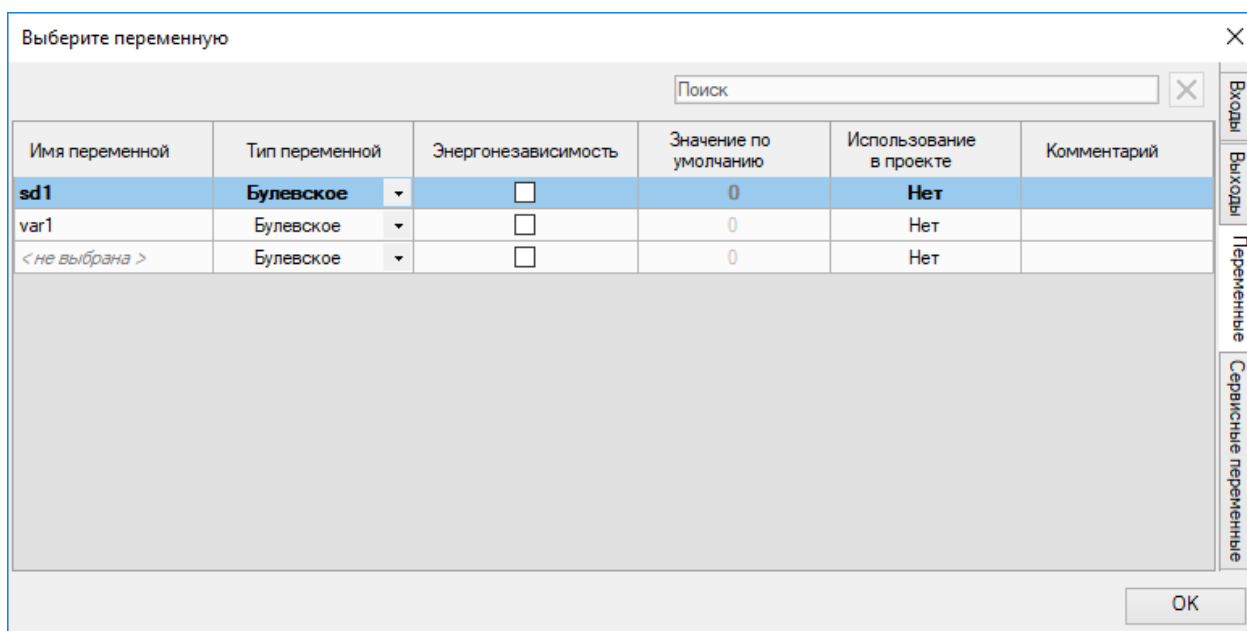 Выберите переменную
Поиск
Имя переменной Тип переменной Энергонезависимость Значение по умолчанию Использование в проекте Комментарий
sd1 Булевское 0 Нет
var1 Булевское 0 Нет
< не выбрана > Булевское 0 Нет
Входы
Выходы
Переменные
Сервисные переменные
OK